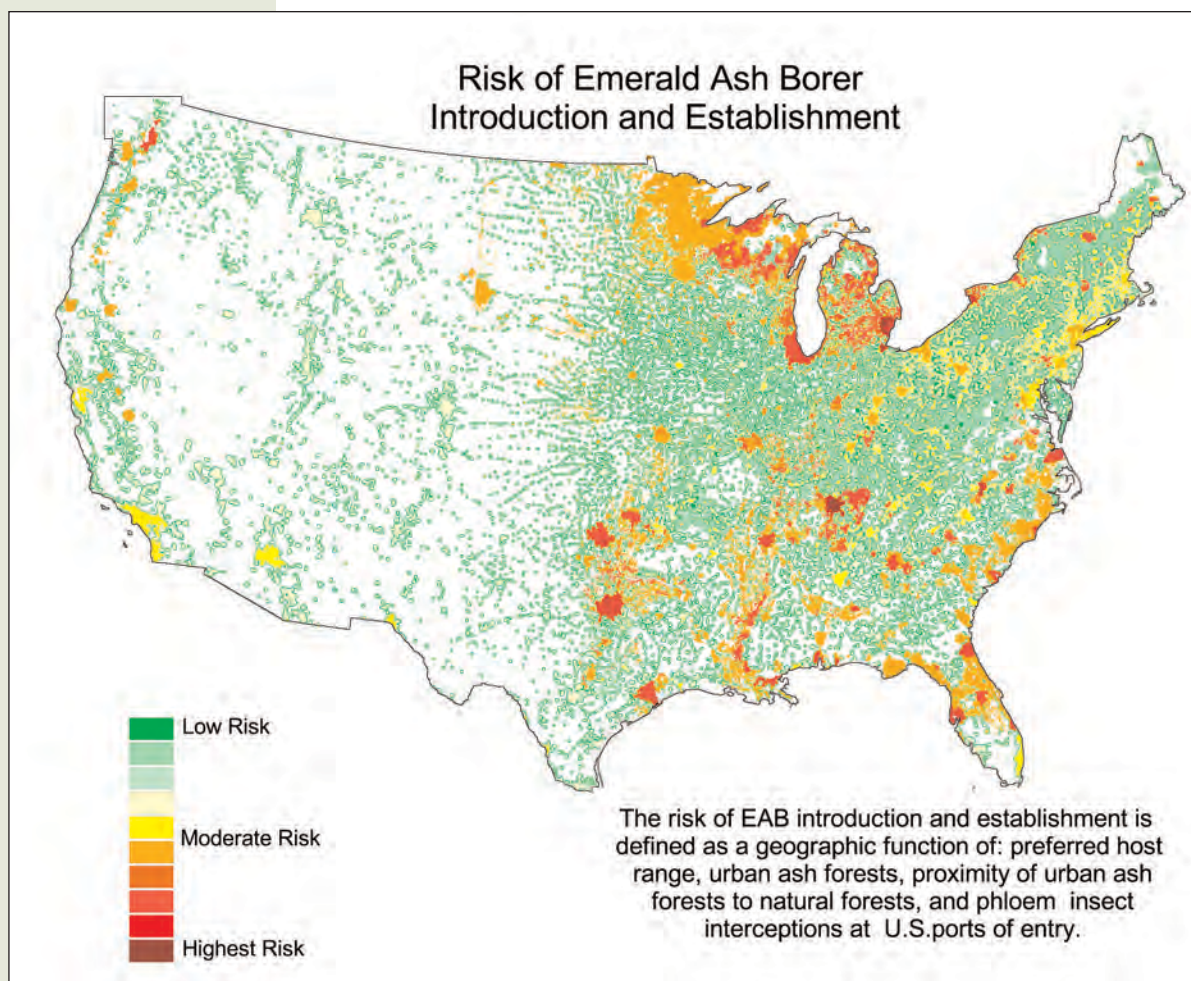 Risk of Emerald Ash Borer
Introduction and Establishment
Low Risk
Moderate Risk
Highest Risk
The risk of EAB introduction and establishment is
defined as a geographic function of: preferred host
range, urban ash forests, proximity of urban ash
forests to natural forests, and phloem insect
interceptions at U.S.ports of entry.